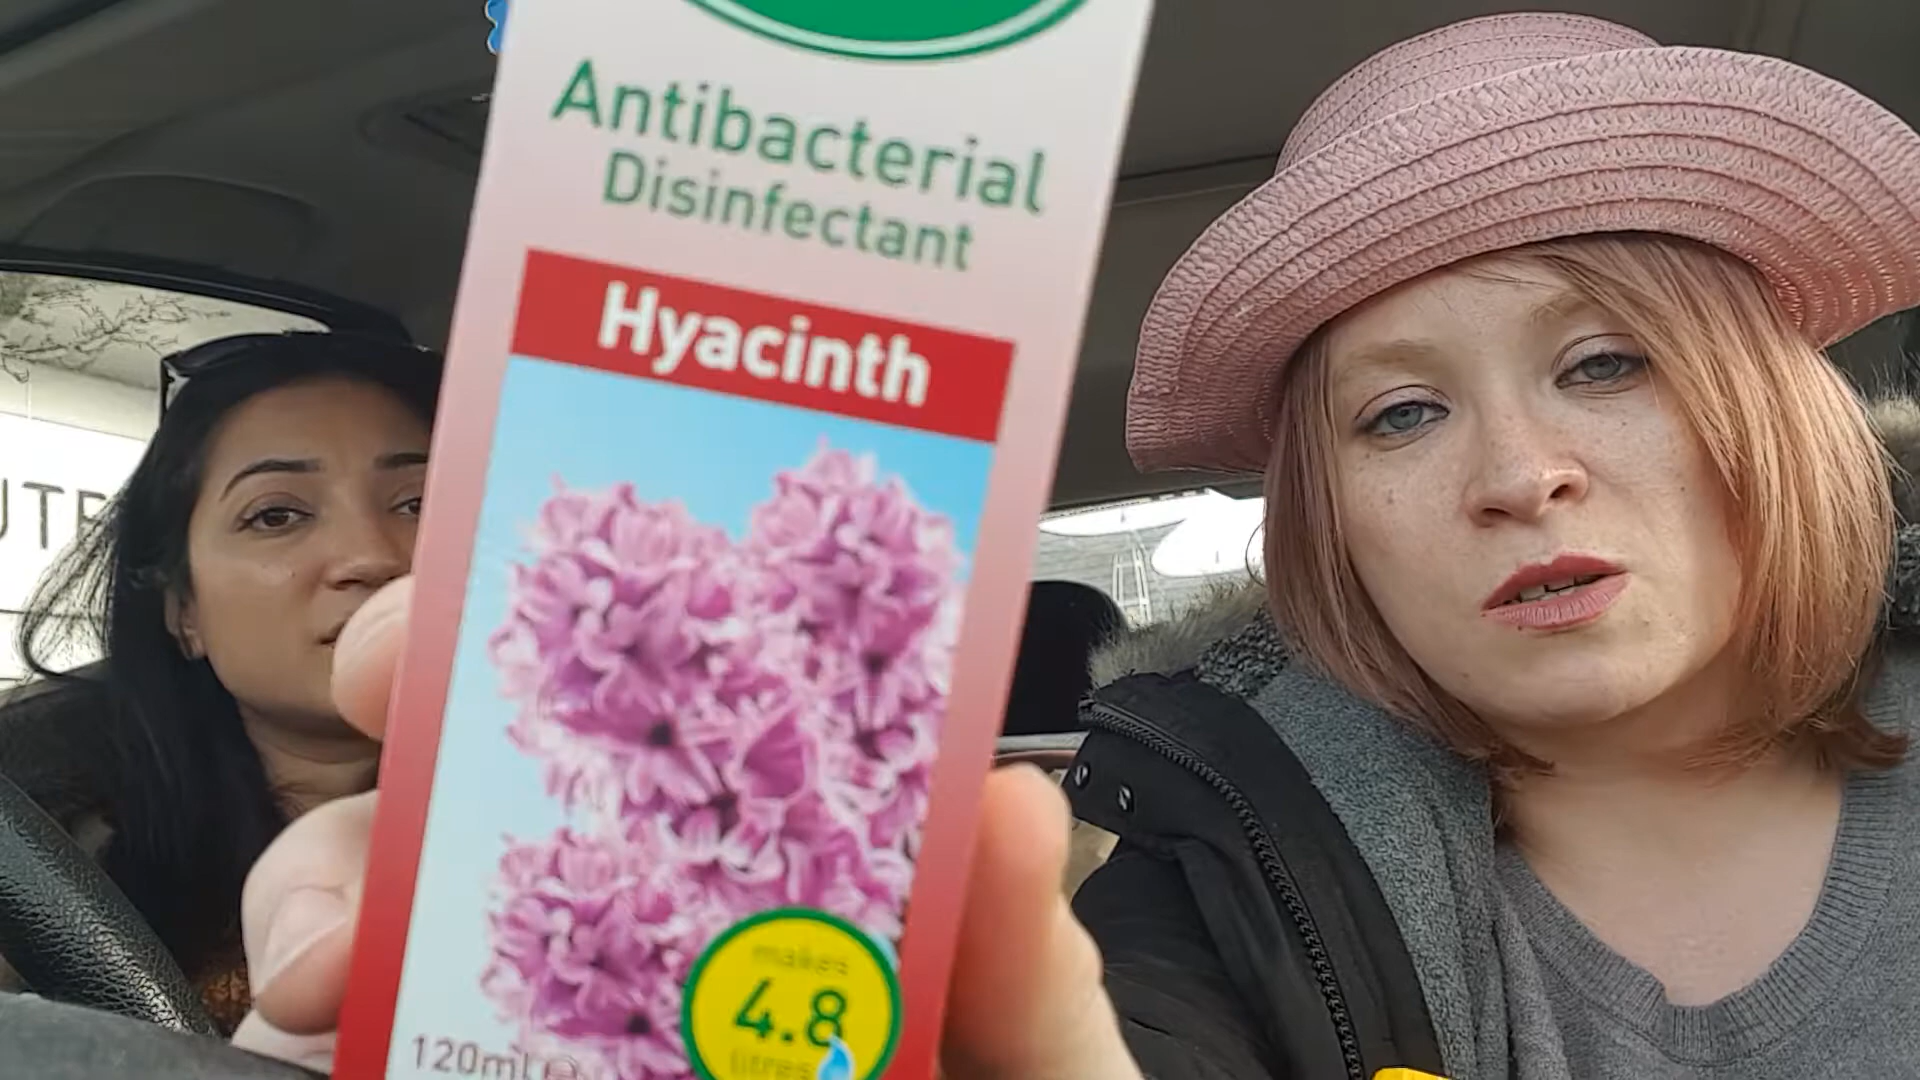 Antibacterial
Disinfectant
Hyacinth
makes
4.8
litres
120ml e